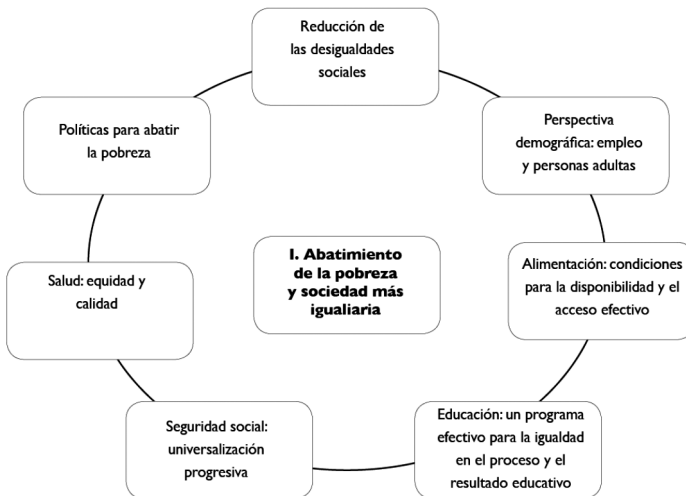 Reducción de
las desigualdades
sociales
Perspectiva
demográfica: empleo
y personas adultas
Alimentación: condiciones
para la disponibilidad y el
acceso efectivo
Educación: un programa
efectivo para la igualdad
en el proceso y el
resultado educativo
Seguridad social:
universalización
progresiva
Salud: equidad y
calidad
Políticas para abatir
la pobreza
I. Abatimiento
de la pobreza
y sociedad más
igualiaria